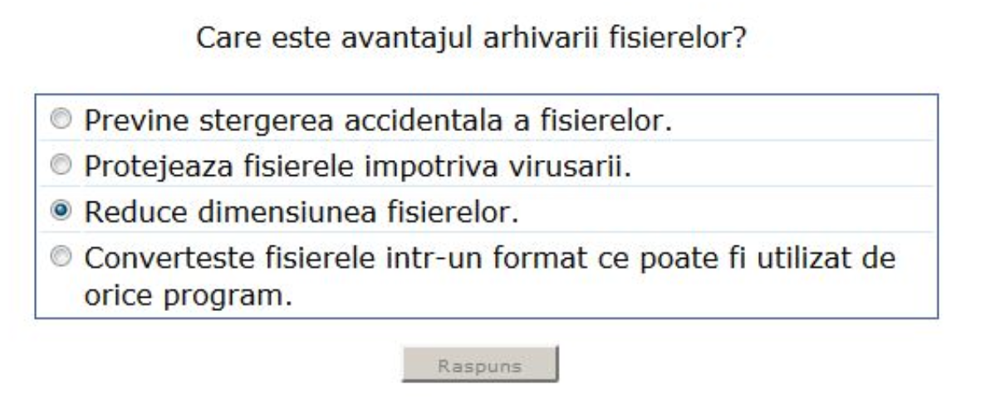 Care este avantajul arhivarii fisierelor?
Previne stergerea accidentala a fisierelor.
Protejeaza fisierele impotriva virusarii.
Reduce dimensiunea fisierelor.
Converteste fisierele intr-un format ce poate fi utilizat de
orice program.
Raspuns